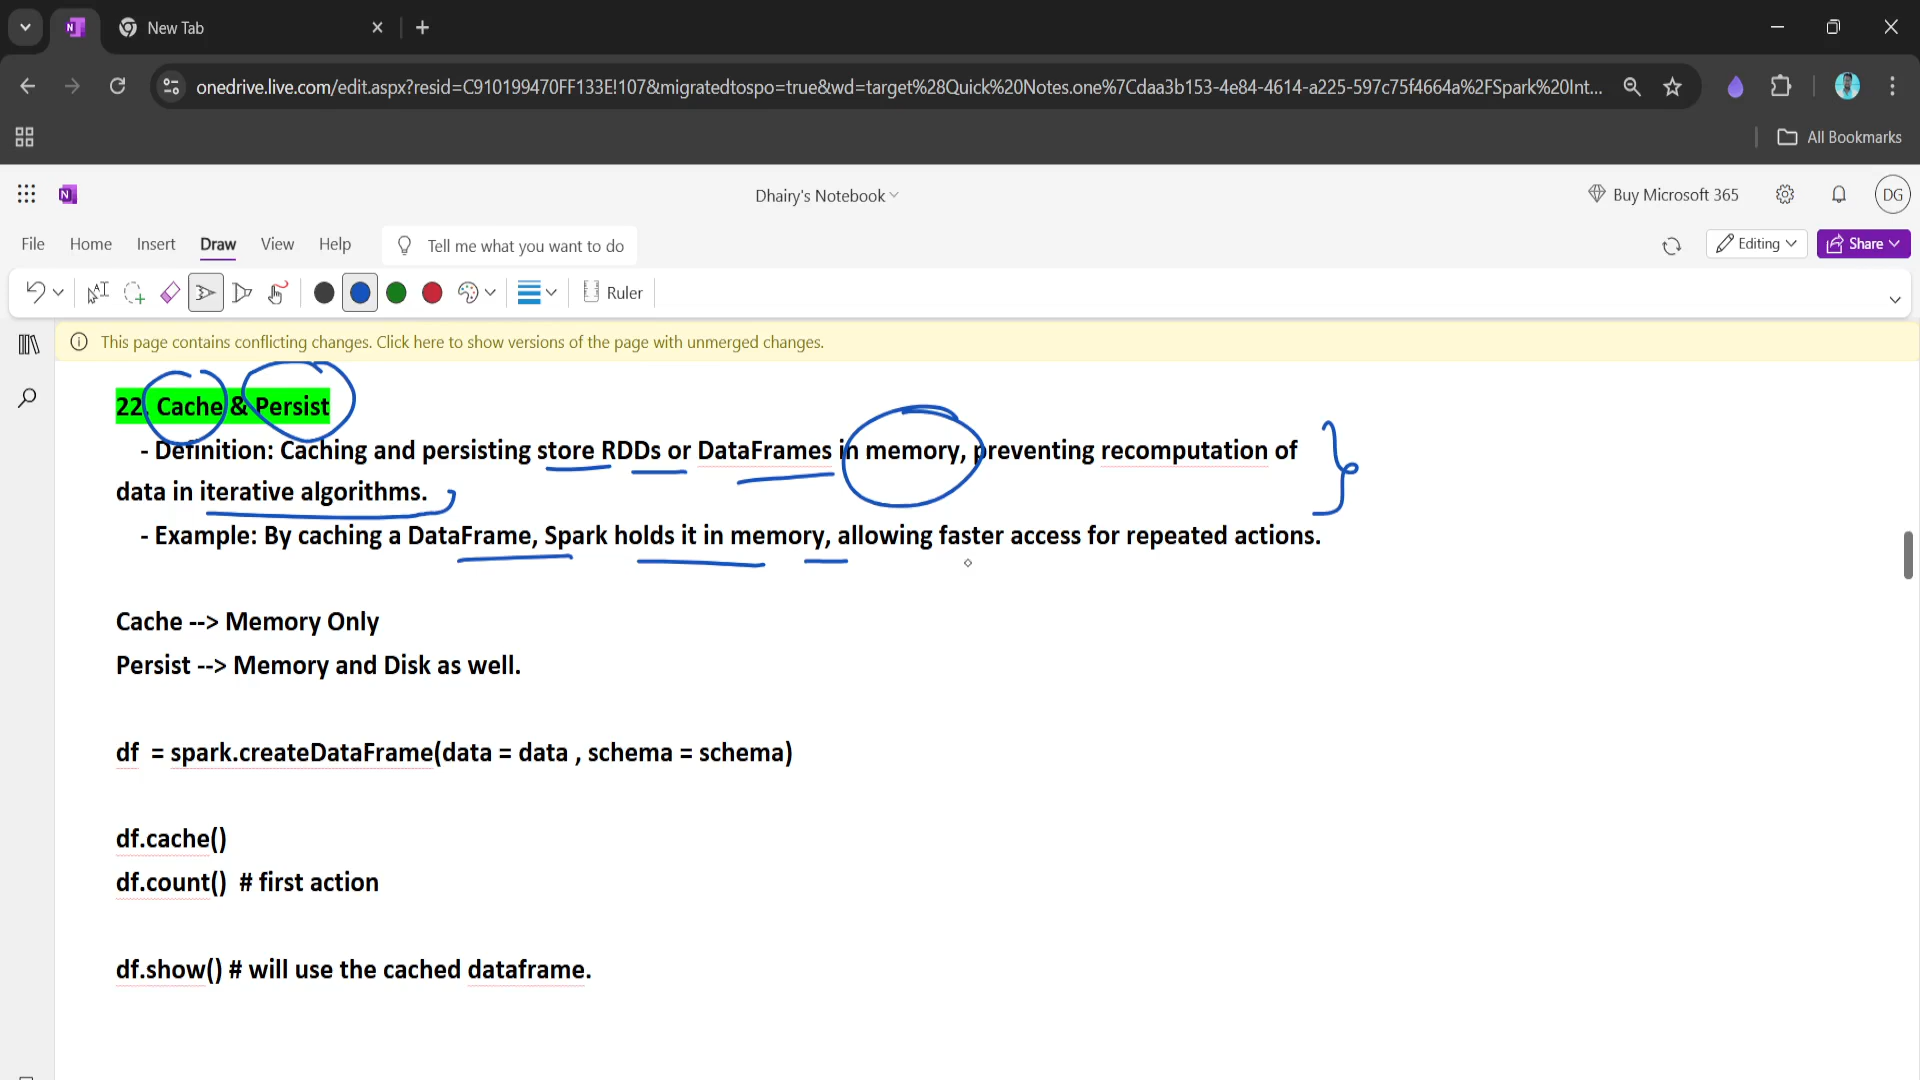 New Tab
onedrive.live.com/edit.aspx?resid=C910199470FF133E!107&migratedtospo=true&wd=target%28Quick%20Notes.one%7Cdaa3b153-4e84-4614-a225-597c75f4664a%2FSpark%20Int...
All Bookmarks
Dhairy's Notebook
Buy Microsoft 365
DG
File Home Insert Draw View Help Tell me what you want to do
Editing
Share
Ruler
This page contains conflicting changes. Click here to show versions of the page with unmerged changes.
22. Cache & Persist
- Definition: Caching and persisting store RDDs or DataFrames in memory, preventing recomputation of
data in iterative algorithms.
- Example: By caching a DataFrame, Spark holds it in memory, allowing faster access for repeated actions.
Cache --> Memory Only
Persist --> Memory and Disk as well.
df = spark.createDataFrame(data = data , schema = schema)
df.cache()
df.count() # first action
df.show() # will use the cached dataframe.